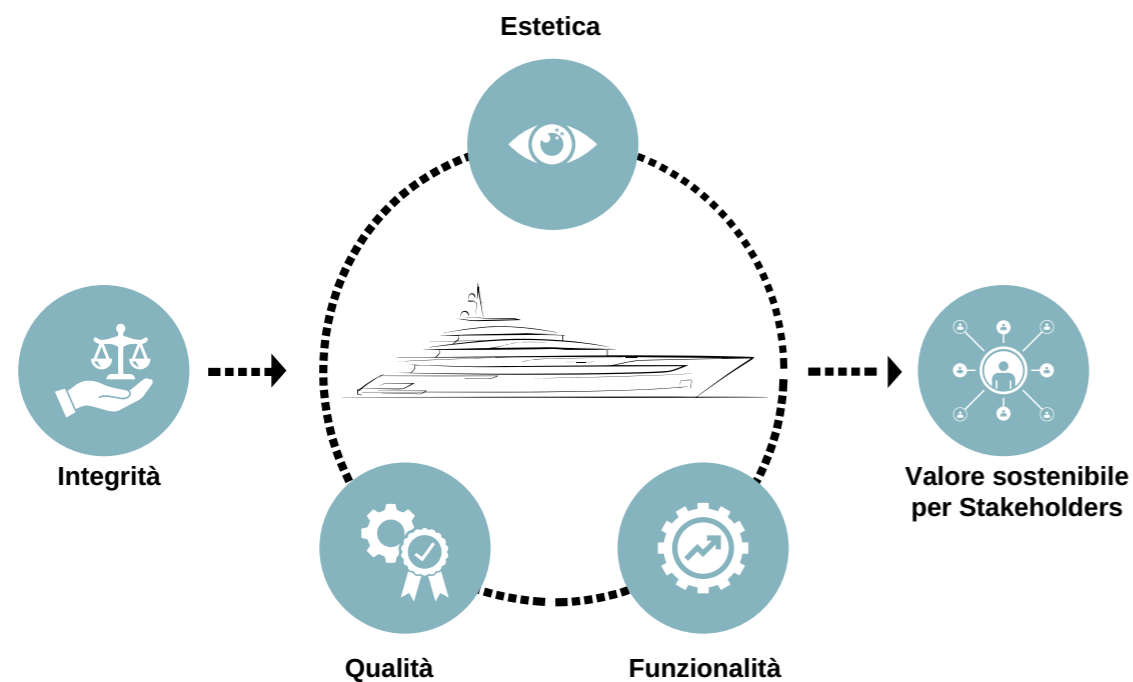 Estetica
Integrità
Valore sostenibile
per Stakeholders
Qualità
Funzionalità